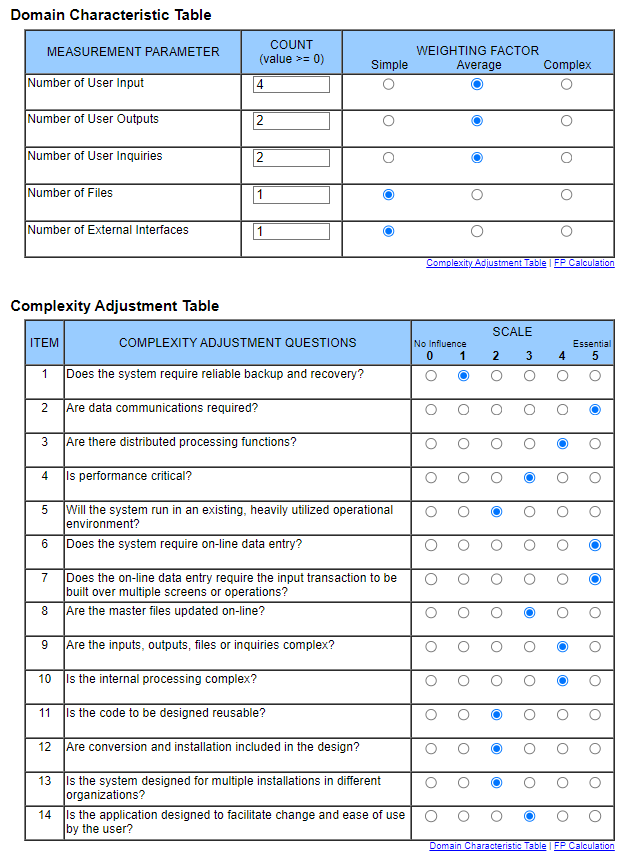 Domain Characteristic Table
MEASUREMENT PARAMETER COUNT (value >= 0) WEIGHTING FACTOR
Simple Average Complex
Number of User Input 4
Number of User Outputs 2
Number of User Inquiries 2
Number of Files 1
Number of External Interfaces 1
Complexity Adjustment Table | FP Calculation
Complexity Adjustment Table
ITEM COMPLEXITY ADJUSTMENT QUESTIONS SCALE
No Influence Essential
0 1 2 3 4 5
1 Does the system require reliable backup and recovery?
2 Are data communications required?
3 Are there distributed processing functions?
4 Is performance critical?
5 Will the system run in an existing, heavily utilized operational
environment?
6 Does the system require on-line data entry?
7 Does the on-line data entry require the input transaction to be
built over multiple screens or operations?
8 Are the master files updated on-line?
9 Are the inputs, outputs, files or inquiries complex?
10 Is the internal processing complex?
11 Is the code to be designed reusable?
12 Are conversion and installation included in the design?
13 Is the system designed for multiple installations in different
organizations?
14 Is the application designed to facilitate change and ease of use
by the user?
Domain Characteristic Table | FP Calculation